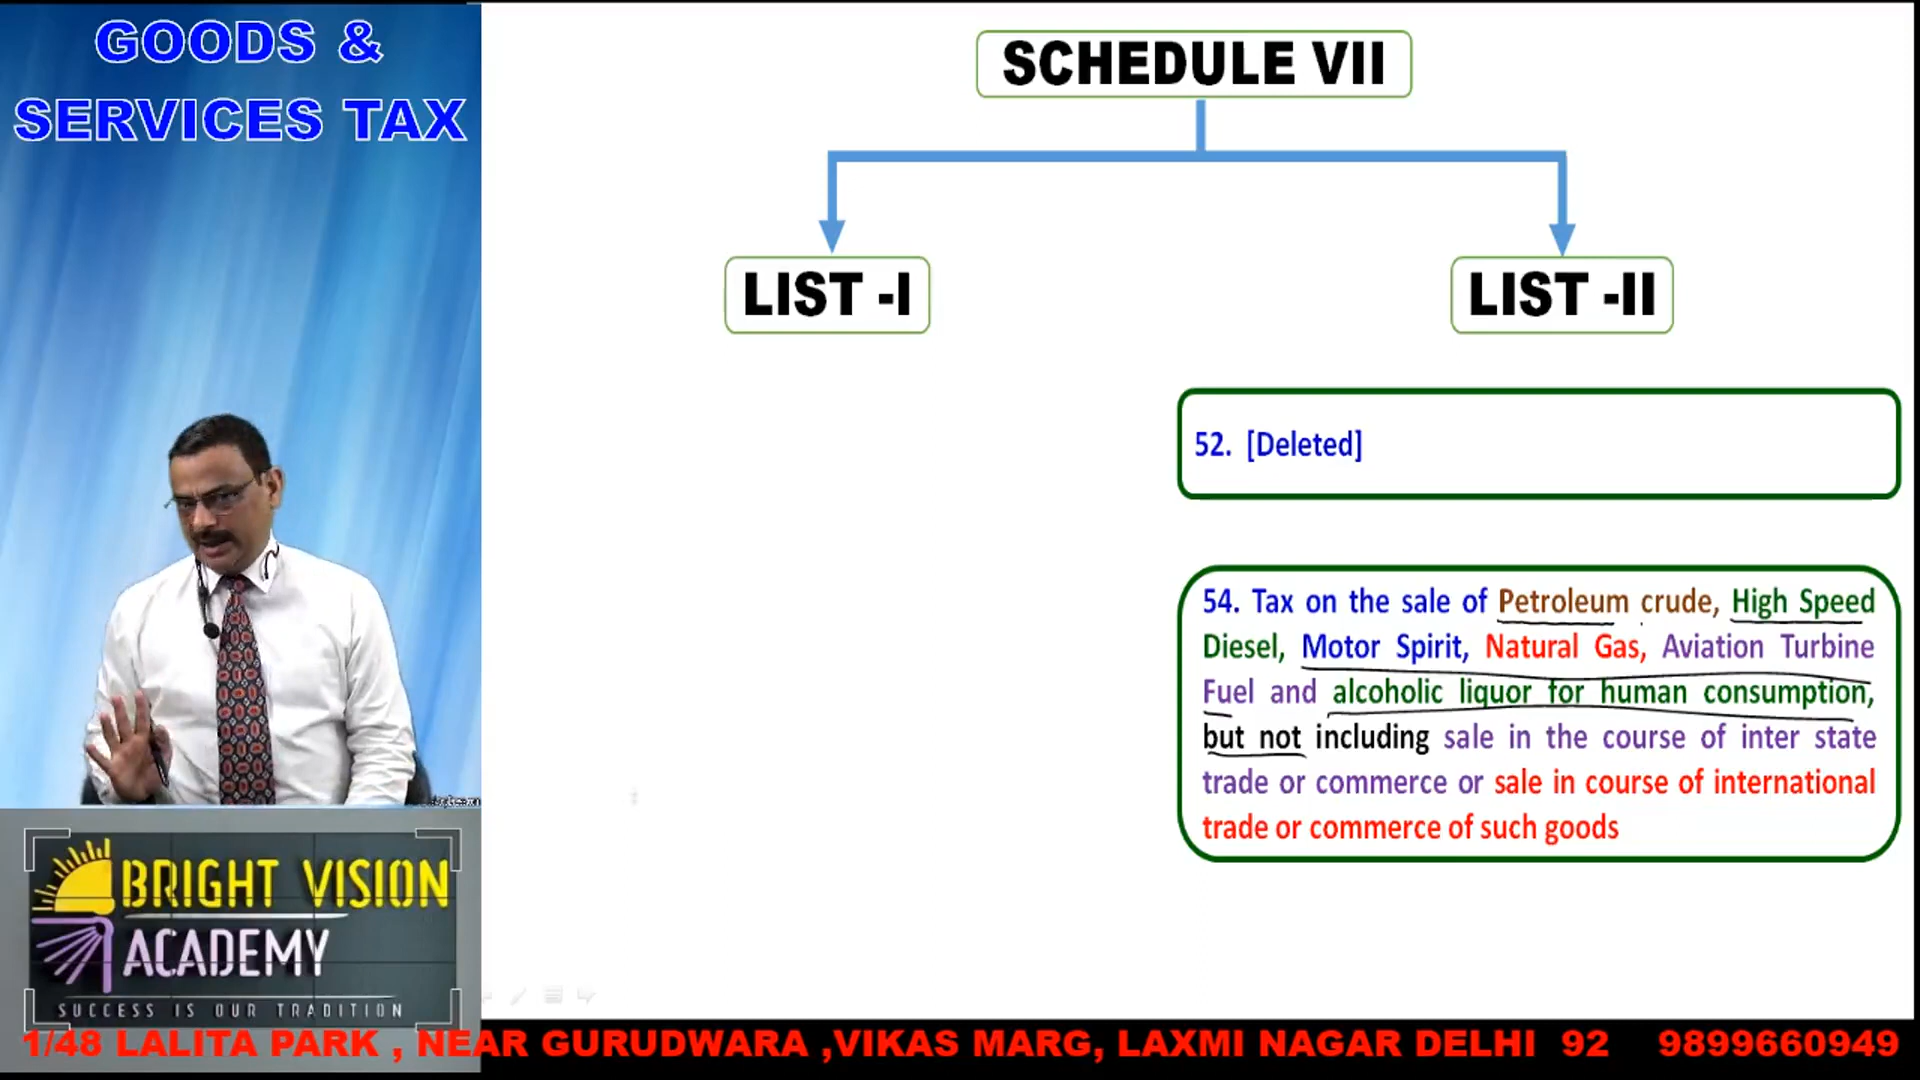 GOODS &
SERVICES TAX
SCHEDULE VII
LIST -I
LIST -II
52. [Deleted]
54. Tax on the sale of Petroleum crude, High Speed
Diesel, Motor Spirit, Natural Gas, Aviation Turbine
Fuel and alcoholic liquor for human consumption,
but not including sale in the course of inter state
trade or commerce or sale in course of international
trade or commerce of such goods
BRIGHT VISION
ACADEMY
SUCCESS IS OUR TRADITION
1/48 LALITA PARK , NEAR GURUDWARA ,VIKAS MARG, LAXMI NAGAR DELHI 92 9899660949